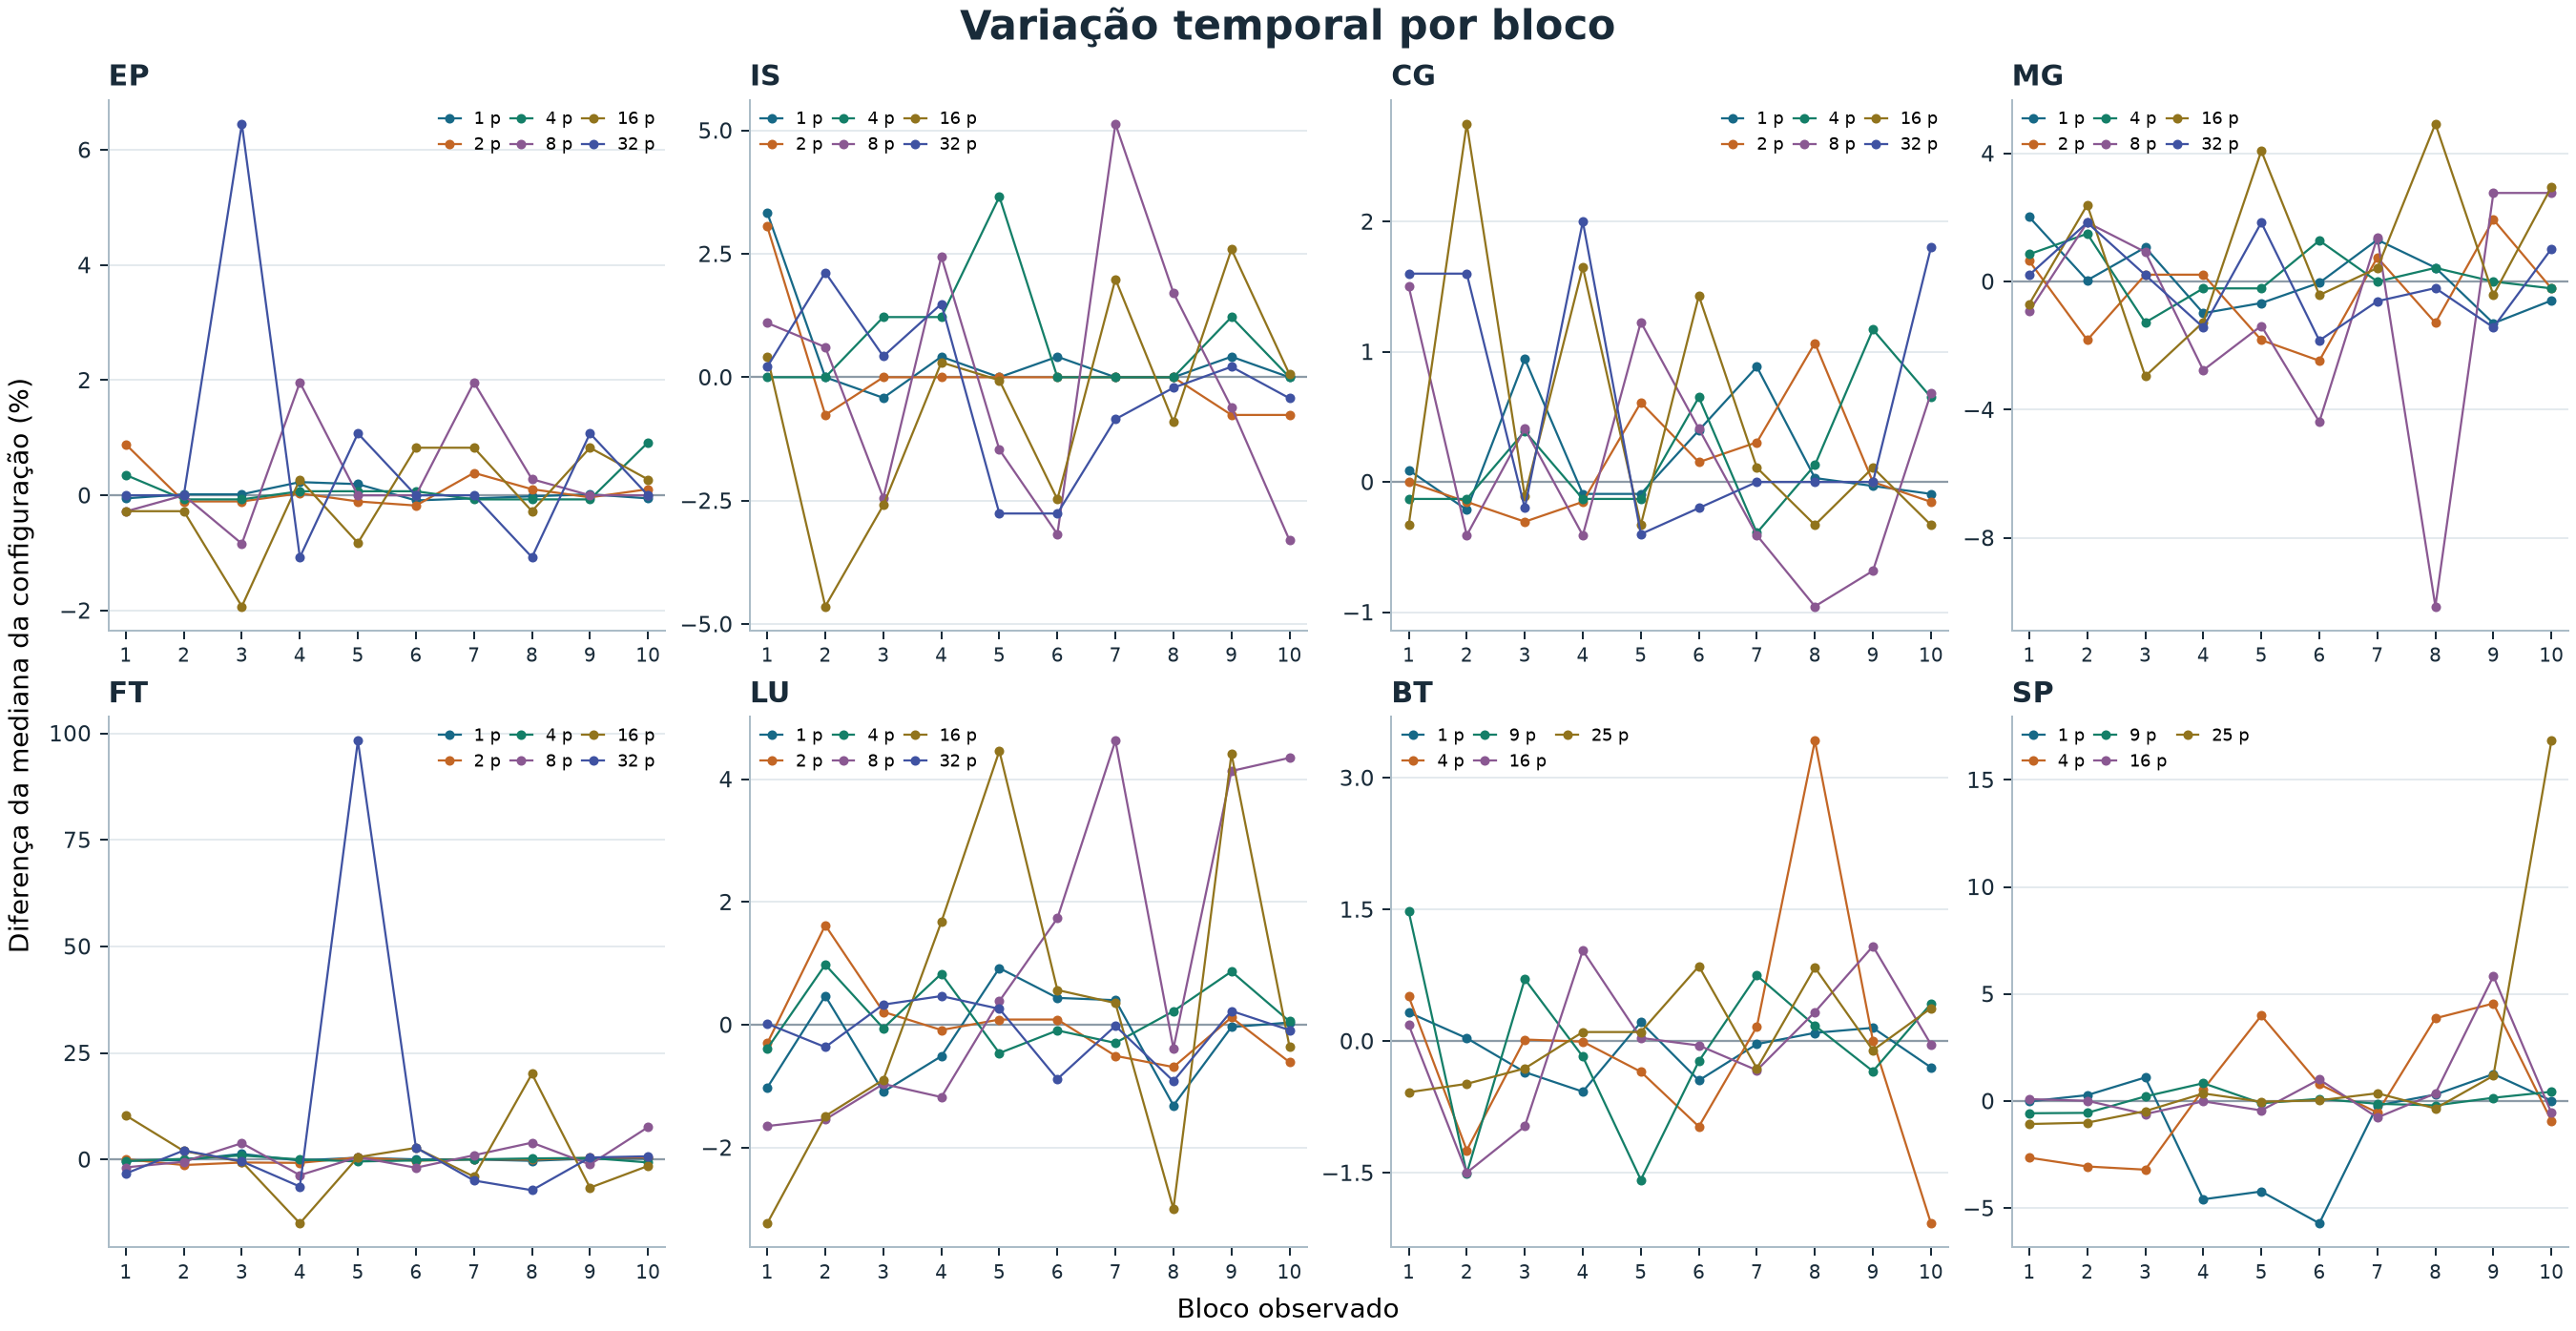 Variação temporal por bloco
Diferença da mediana da configuração (%)
EP
1 p 4 p 16 p
2 p 8 p 32 p
6
4
2
0
−2
1 2 3 4 5 6 7 8 9 10
IS
1 p 4 p 16 p
2 p 8 p 32 p
5.0
2.5
0.0
−2.5
−5.0
1 2 3 4 5 6 7 8 9 10
CG
1 p 4 p 16 p
2 p 8 p 32 p
2
1
0
−1
1 2 3 4 5 6 7 8 9 10
MG
1 p 4 p 16 p
2 p 8 p 32 p
4
0
−4
−8
1 2 3 4 5 6 7 8 9 10
FT
1 p 4 p 16 p
2 p 8 p 32 p
100
75
50
25
0
1 2 3 4 5 6 7 8 9 10
LU
1 p 4 p 16 p
2 p 8 p 32 p
4
2
0
−2
1 2 3 4 5 6 7 8 9 10
BT
1 p 9 p 25 p
4 p 16 p
3.0
1.5
0.0
−1.5
1 2 3 4 5 6 7 8 9 10
SP
1 p 9 p 25 p
4 p 16 p
15
10
5
0
−5
1 2 3 4 5 6 7 8 9 10
Bloco observado